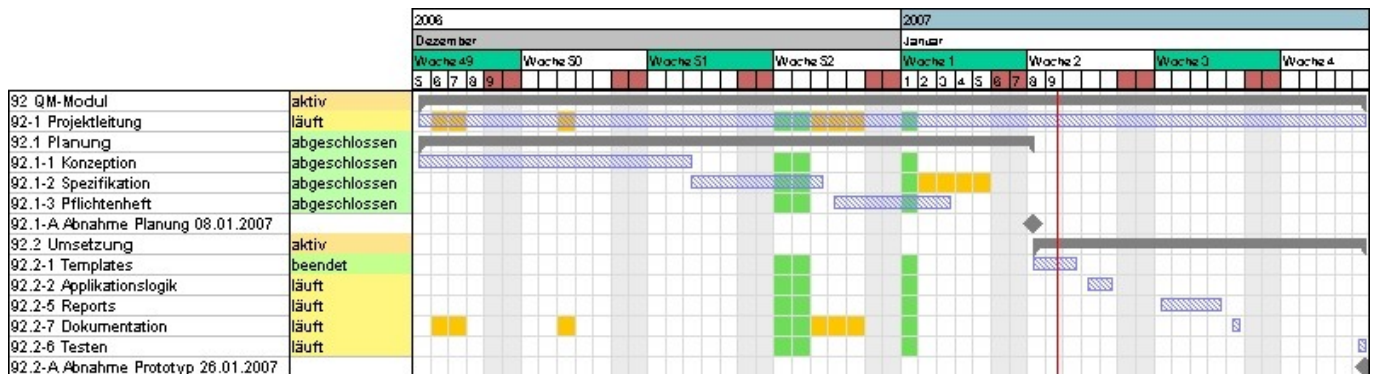 2006 2007
Dezember Januar
Woche 49 Woche 50 Woche 51 Woche 52 Woche 1 Woche 2 Woche 3 Woche 4
5 6 7 8 9 1 2 3 4 5 6 7 8 9
92 QM-Modul aktiv
92-1 Projektleitung läuft
92.1 Planung abgeschlossen
92.1-1 Konzeption abgeschlossen
92.1-2 Spezifikation abgeschlossen
92.1-3 Pflichtenheft abgeschlossen
92.1-A Abnahme Planung 08.01.2007
92.2 Umsetzung aktiv
92.2-1 Templates beendet
92.2-2 Applikationslogik läuft
92.2-5 Reports läuft
92.2-7 Dokumentation läuft
92.2-6 Testen läuft
92.2-A Abnahme Prototyp 26.01.2007